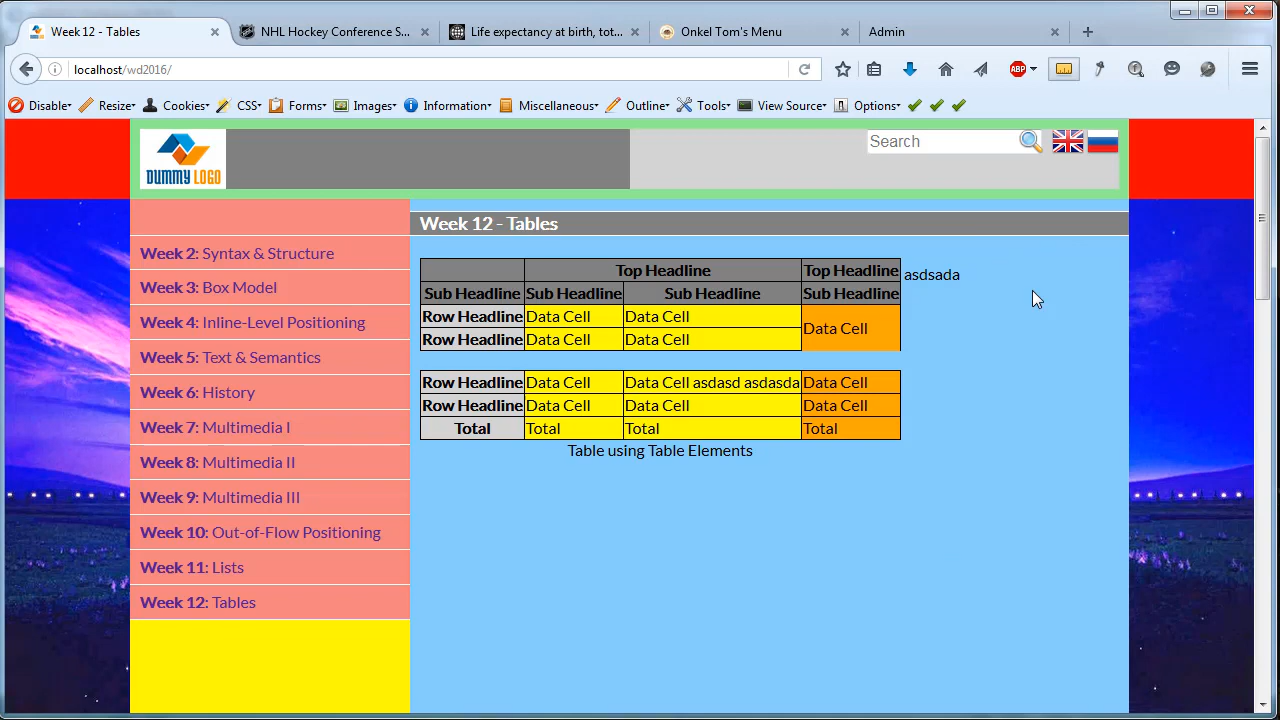 Week 12 - Tables
NHL Hockey Conference S...
Life expectancy at birth, tot...
Onkel Tom's Menu
Admin
localhost/wd2016/
ABP
Disable
Resize
Cookies
CSS
Forms
Images
Information
Miscellaneous
Outline
Tools
View Source
Options
DUMMY LOGO
Search
Week 12 - Tables
Week 2: Syntax & Structure
Week 3: Box Model
Week 4: Inline-Level Positioning
Week 5: Text & Semantics
Week 6: History
Week 7: Multimedia I
Week 8: Multimedia II
Week 9: Multimedia III
Week 10: Out-of-Flow Positioning
Week 11: Lists
Week 12: Tables
Top Headline Top Headline asdsada
Sub Headline Sub Headline Sub Headline Sub Headline
Row Headline Data Cell Data Cell Data Cell
Row Headline Data Cell Data Cell
Row Headline Data Cell Data Cell asdasd asdasda Data Cell
Row Headline Data Cell Data Cell Data Cell
Total Total Total Total
Table using Table Elements